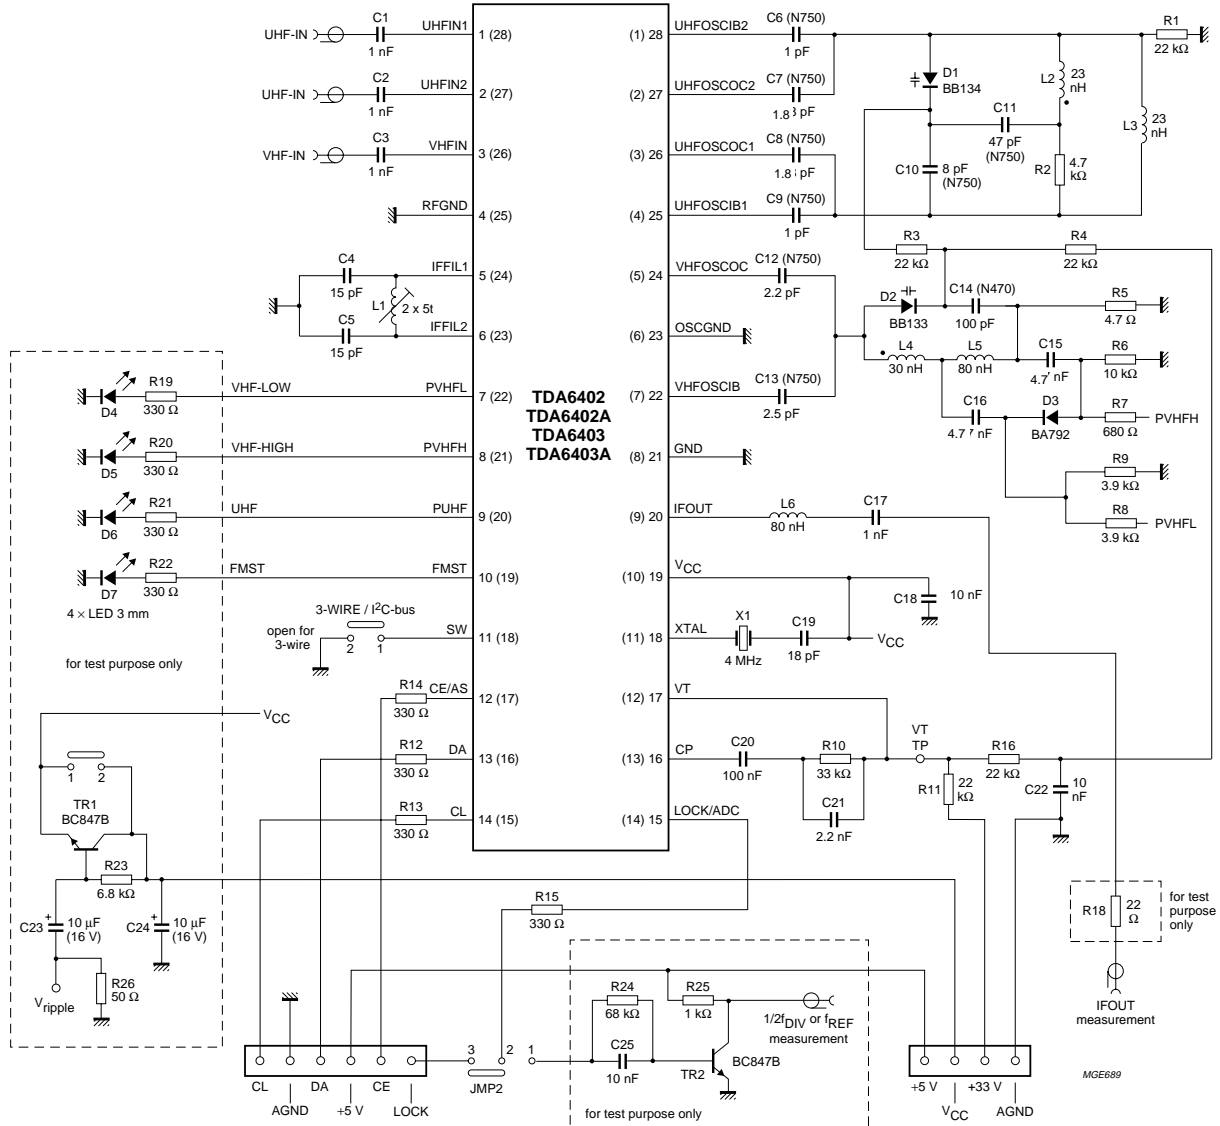 C1
UHF-IN
1 nF
UHFIN1
1 (28)
C2
UHF-IN
1 nF
UHFIN2
2 (27)
C3
VHF-IN
1 nF
VHFIN
3 (26)
RFGND
4 (25)
C4
15 pF
IFFIL1
5 (24)
L1
2 x 5t
C5
15 pF
IFFIL2
6 (23)
D4
R19
330 Ω
VHF-LOW
PVHFL
7 (22)
D5
R20
330 Ω
VHF-HIGH
PVHFH
8 (21)
D6
R21
330 Ω
UHF
PUHF
9 (20)
D7
R22
330 Ω
FMST
FMST
10 (19)
4 × LED 3 mm
for test purpose only
3-WIRE / I2C-bus
open for
3-wire
2
1
SW
11 (18)
R14
330 Ω
CE/AS
12 (17)
R12
330 Ω
DA
13 (16)
R13
330 Ω
CL
14 (15)
TDA6402
TDA6402A
TDA6403
TDA6403A
(1) 28
UHFOSCIB2
C6 (N750)
1 pF
(2) 27
UHFOSCOC2
C7 (N750)
1.8 pF
(3) 26
UHFOSCOC1
C8 (N750)
1.8 pF
(4) 25
UHFOSCIB1
C9 (N750)
1 pF
(5) 24
VHFOSCOC
C12 (N750)
2.2 pF
(6) 23
OSCGND
(7) 22
VHFOSCIB
C13 (N750)
2.5 pF
(8) 21
GND
(9) 20
IFOUT
L6
80 nH
C17
1 nF
(10) 19
VCC
C18
10 nF
(11) 18
XTAL
X1
4 MHz
C19
18 pF
VCC
(12) 17
VT
(13) 16
CP
C20
100 nF
R10
33 kΩ
C21
2.2 nF
VT
TP
R11
22
kΩ
R16
22 kΩ
C22
10
nF
(14) 15
LOCK/ADC
R15
330 Ω
R1
22 kΩ
D1
BB134
L2
23
nH
L3
23
nH
C11
47 pF
(N750)
C10
8 pF
(N750)
R2
4.7
kΩ
R3
22 kΩ
R4
22 kΩ
D2
BB133
C14 (N470)
100 pF
R5
4.7 Ω
L4
30 nH
L5
80 nH
C15
4.7 nF
R6
10 kΩ
C16
4.7 nF
D3
BA792
R7
680 Ω
PVHFH
R9
3.9 kΩ
R8
3.9 kΩ
PVHFL
VCC
1
2
TR1
BC847B
R23
6.8 kΩ
C23
+
10 µF
(16 V)
C24
+
10 µF
(16 V)
R26
50 Ω
Vripple
R18
22
Ω
for test
purpose
only
IFOUT
measurement
R24
68 kΩ
C25
10 nF
R25
1 kΩ
TR2
BC847B
1/2fDIV or fREF
measurement
for test purpose only
3
2
1
JMP2
CL
DA
CE
AGND
+5 V
LOCK
+5 V
+33 V
VCC
AGND
MGE689